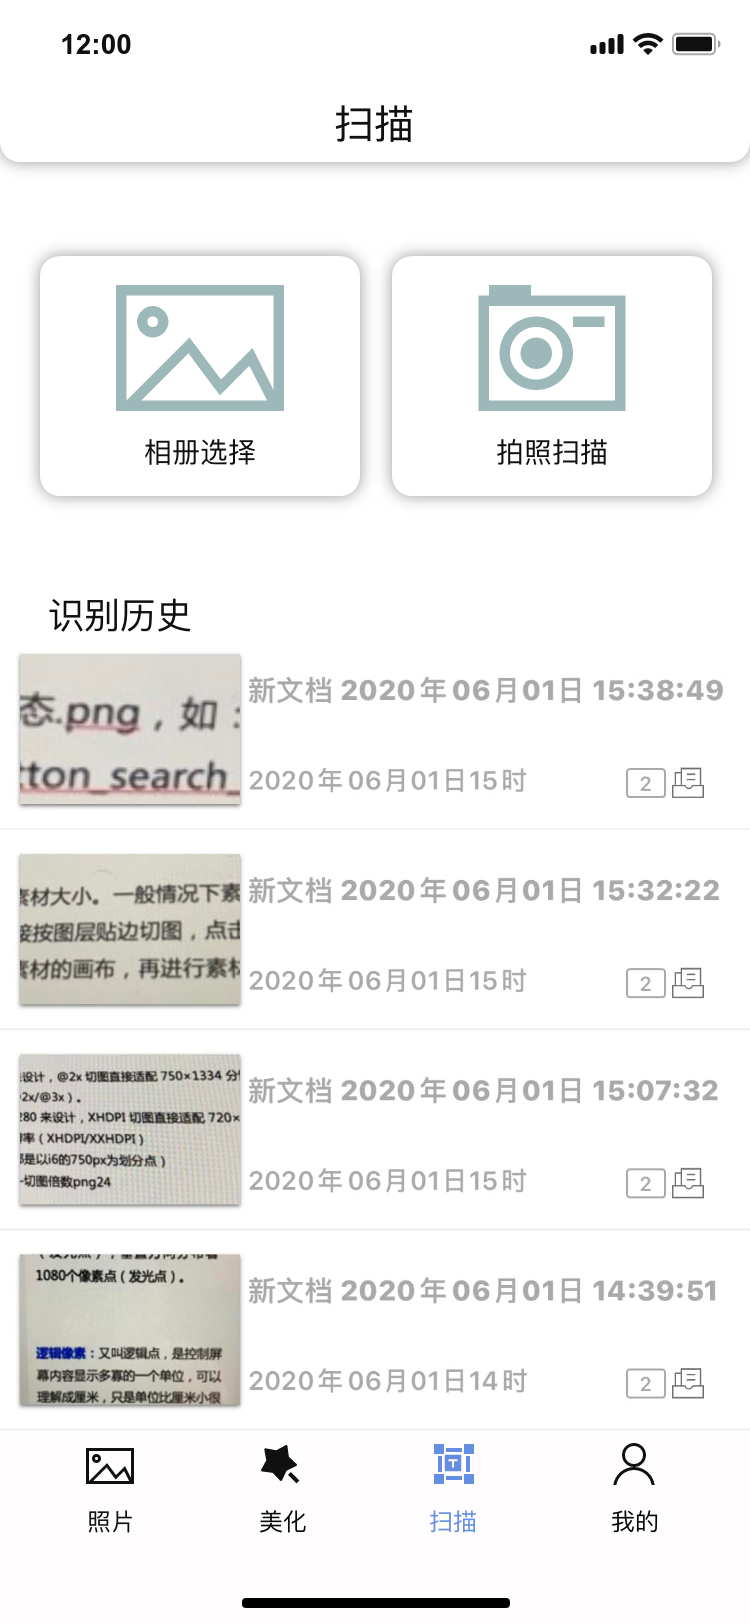 12:00
扫描
相册选择
拍照扫描
识别历史
态.png，如：
tton_search_
新文档 2020年06月01日 15:38:49
2020年06月01日15时
2
素材大小。一般情况下素
接按图层贴边切图，点击
素材的画布，再进行素材
新文档 2020年06月01日 15:32:22
2020年06月01日15时
2
设计，@2x 切图直接适配 750×1334 分
2x/@3x）。
280 来设计，XHDPI 切图直接适配 720×
率（XHDPI/XXHDPI）
都是以i6的750px为划分点）
-切图倍数png24
新文档 2020年06月01日 15:07:32
2020年06月01日15时
2
1080个像素点（发光点）。
逻辑像素：又叫逻辑点，是控制屏
幕内容显示多寡的一个单位，可以
理解成厘米，只是单位比厘米小很
新文档 2020年06月01日 14:39:51
2020年06月01日14时
2
照片
美化
扫描
我的